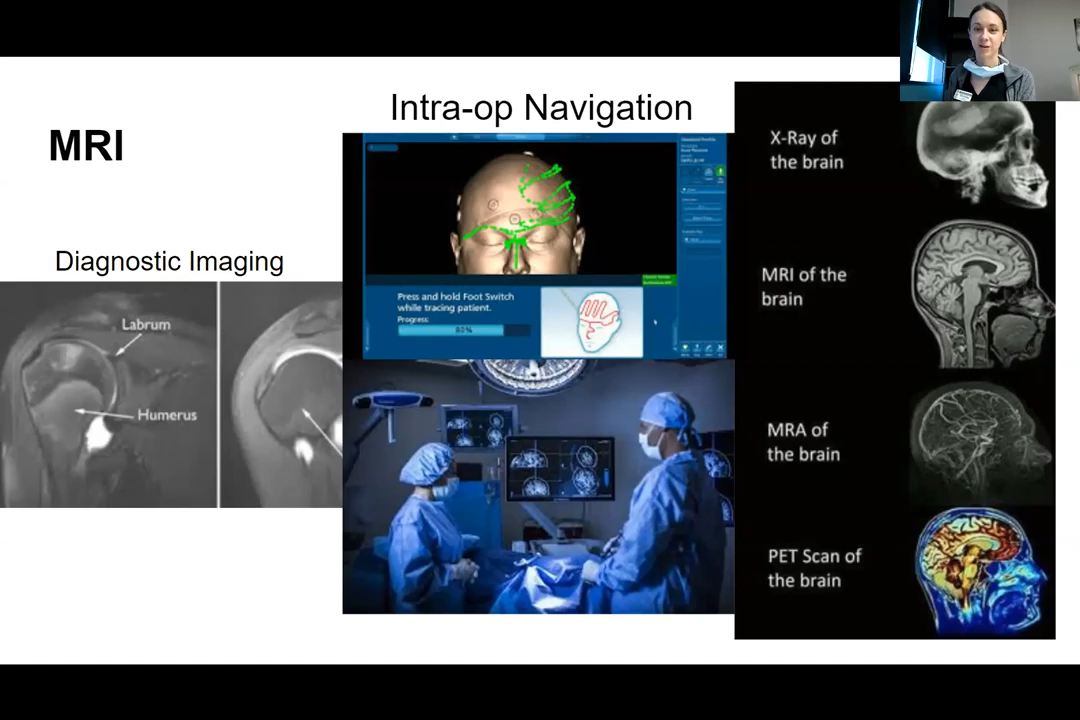 MRI
Intra-op Navigation
Diagnostic Imaging
Labrum
Humerus
Press and hold Foot Switch
while tracing patient.
Progress:
80%
X-Ray of
the brain
MRI of the
brain
MRA of
the brain
PET Scan of
the brain